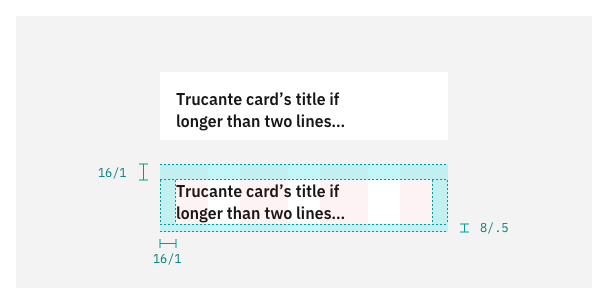 Trucante card’s title if
longer than two lines...
16/1
Trucante card’s title if
longer than two lines...
8/.5
16/1